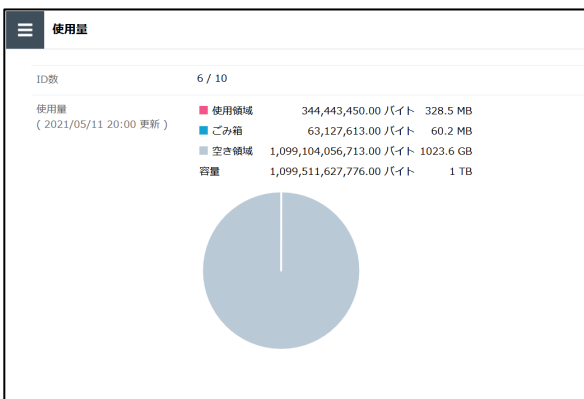 使用量
ID数 6 / 10
使用量
( 2021/05/11 20:00 更新 )
使用領域 344,443,450.00 バイト 328.5 MB
ごみ箱 63,127,613.00 バイト 60.2 MB
空き領域 1,099,104,056,713.00 バイト 1023.6 GB
容量 1,099,511,627,776.00 バイト 1 TB